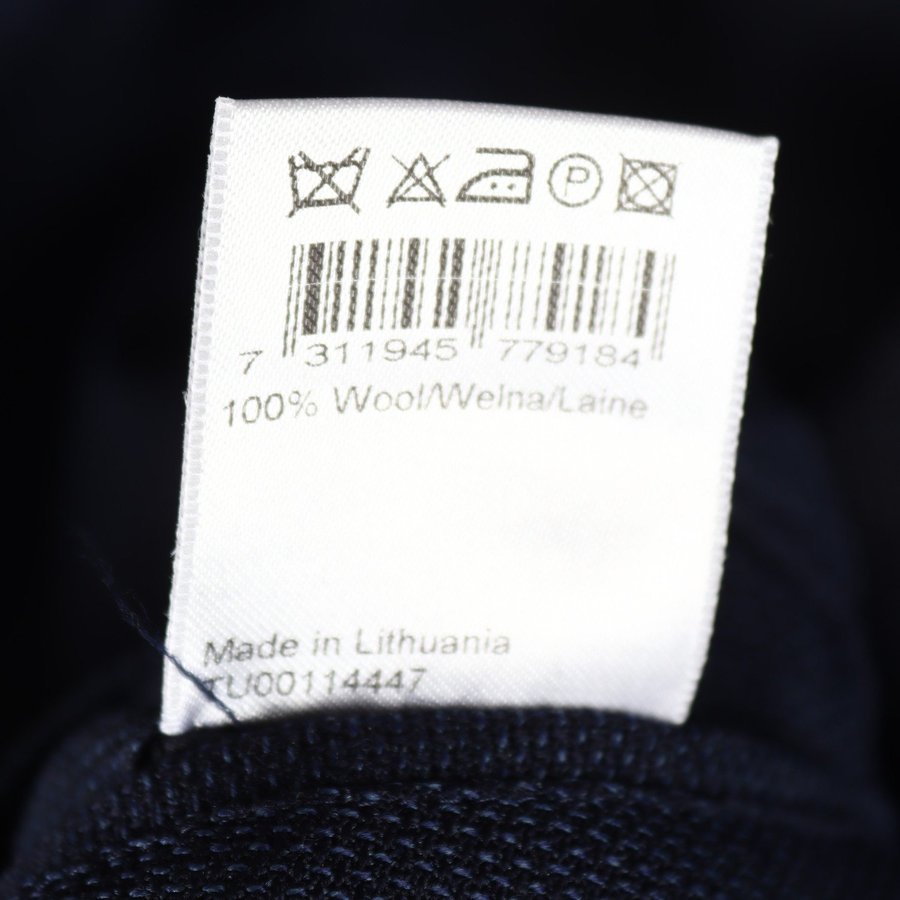 P
7 311945 779184
100% Wool/Welna/Laine
Made in Lithuania
TU00114447